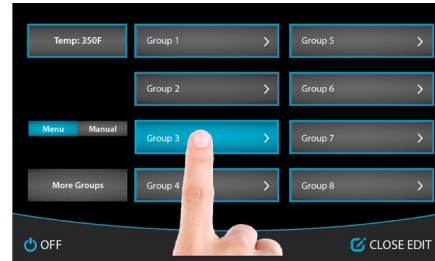 Temp: 350F
Group 1
Group 5
Group 2
Group 6
Menu Manual
Group 3
Group 7
More Groups
Group 4
Group 8
OFF
CLOSE EDIT